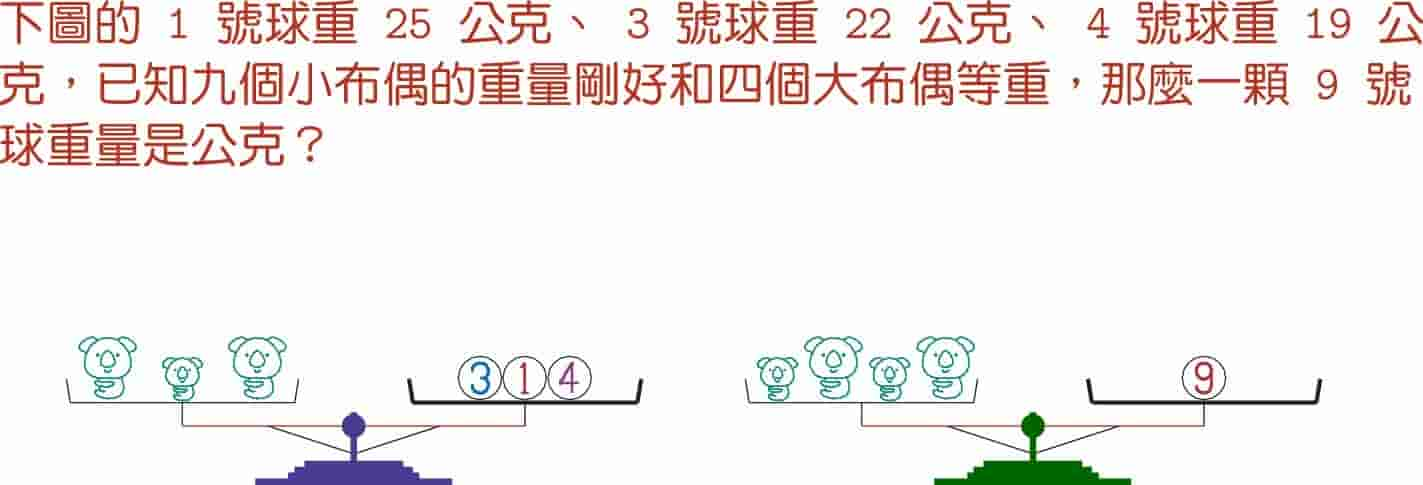 下圖的 1 號球重 25 公克、 3 號球重 22 公克、 4 號球重 19 公
克，已知九個小布偶的重量剛好和四個大布偶等重，那麼一顆 9 號
球重量是公克？
3 1 4 9